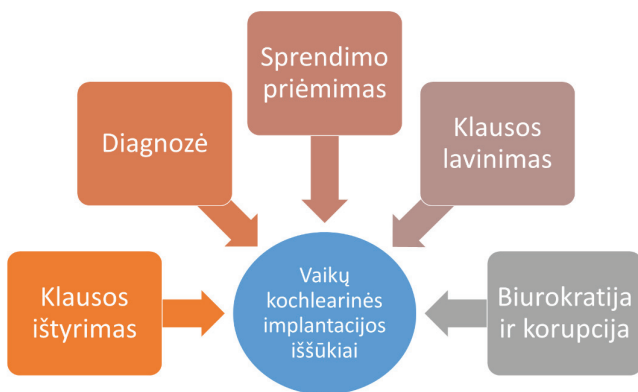 Sprendimo
priėmimas
Diagnozė
Klausos
lavinimas
Klausos
ištyrimas
Vaikų
kochlearinės
implantacijos
iššūkiai
Biurokratija
ir korupcija